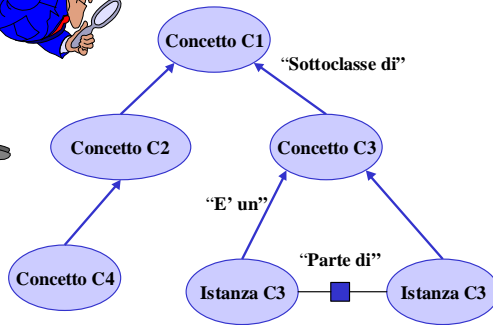 Concetto C1
“Sottoclasse di”
Concetto C2
Concetto C3
“E’ un”
“Parte di”
Concetto C4
Istanza C3
Istanza C3